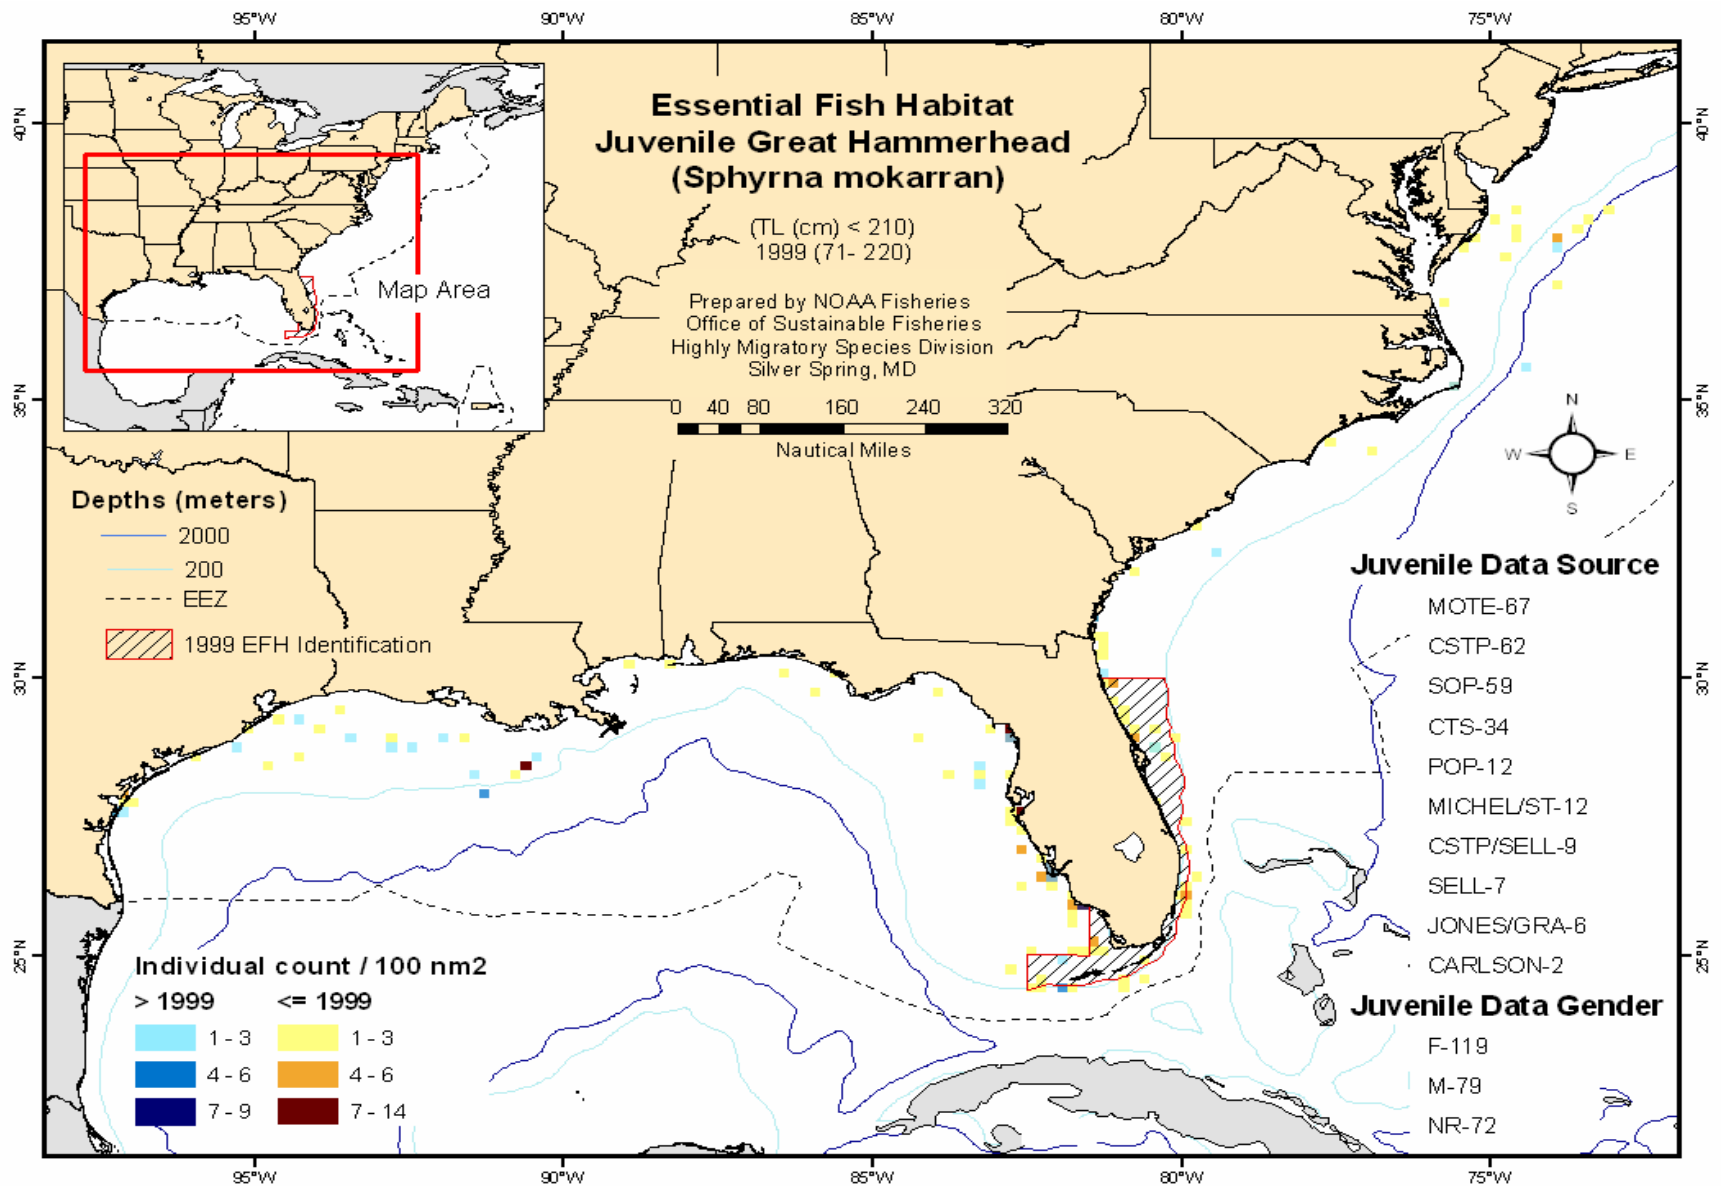 95°W
90°W
85°W
80°W
75°W
40°N
40°N
Essential Fish Habitat
Juvenile Great Hammerhead
(Sphyrna mokarran)
(TL (cm) < 210)
1999 (71- 220)
Map Area
Prepared by NOAA Fisheries
Office of Sustainable Fisheries
Highly Migratory Species Division
Silver Spring, MD
0 40 80 160 240 320
Nautical Miles
35°N
35°N
N
W
E
S
Depths (meters)
2000
200
EEZ
1999 EFH Identification
Juvenile Data Source
MOTE-67
CSTP-62
SOP-59
CTS-34
POP-12
MICHEL/ST-12
CSTP/SELL-9
SELL-7
JONES/GRA-6
CARLSON-2
30°N
30°N
25°N
25°N
Individual count / 100 nm2
> 1999 <= 1999
1 - 3 1 - 3
4 - 6 4 - 6
7 - 9 7 - 14
Juvenile Data Gender
F-119
M-79
NR-72
95°W
90°W
85°W
80°W
75°W